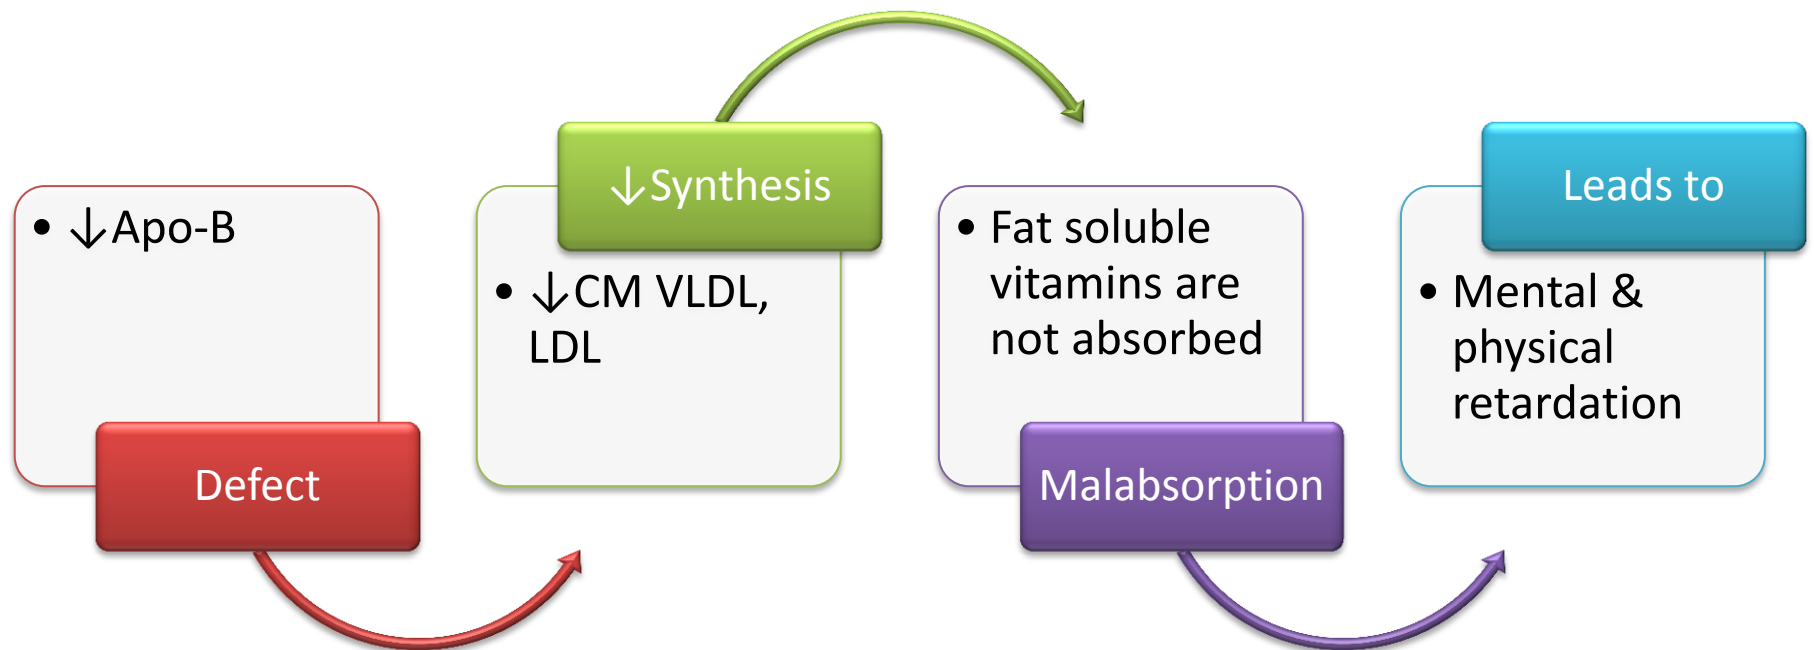 • ↓Apo-B
Defect
↓Synthesis
• ↓CM VLDL,
LDL
• Fat soluble
vitamins are
not absorbed
Malabsorption
Leads to
• Mental &
physical
retardation